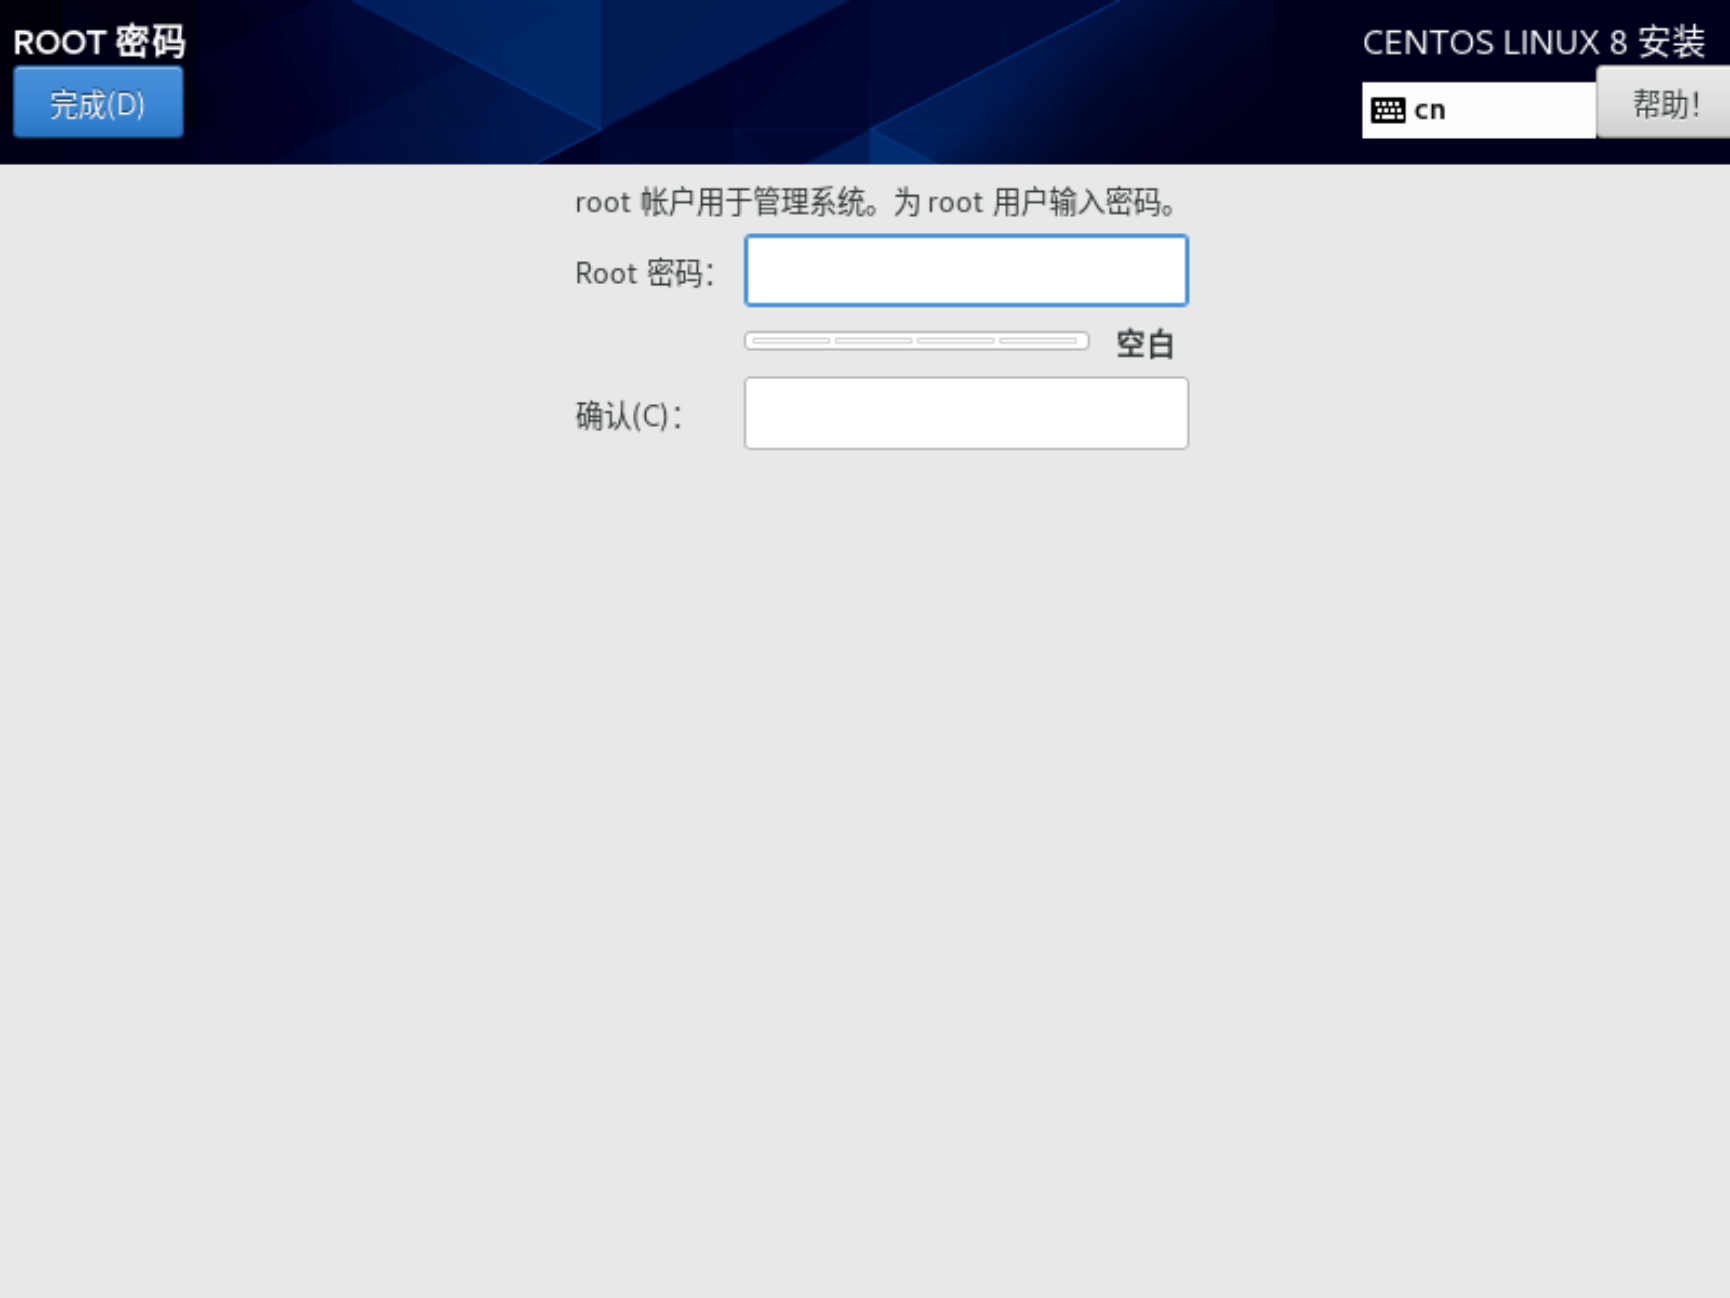 ROOT 密码
CENTOS LINUX 8 安装
完成(D)
cn
帮助！
root 帐户用于管理系统。为 root 用户输入密码。
Root 密码：
空白
确认(C)：